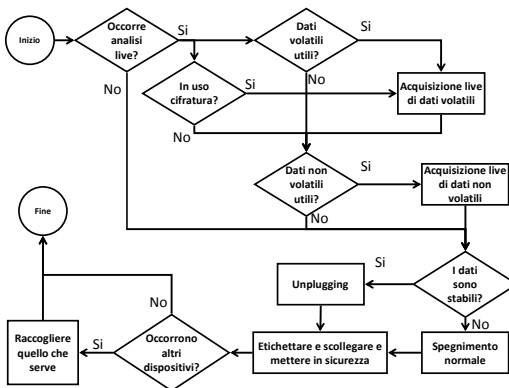 Inizio
Occorre
analisi
live?
Si
Dati
volatili
utili?
Si
No
In uso
cifratura?
Si
No
No
Acquisizione live
di dati volatili
Dati non
volatili
utili?
Si
No
Acquisizione live
di dati non
volatili
Fine
I dati
sono
stabili?
Si
No
Unplugging
Spegnimento
normale
Etichettare e scollegare e
mettere in sicurezza
Occorrono
altri
dispositivi?
No
Si
Raccogliere
quello che
serve